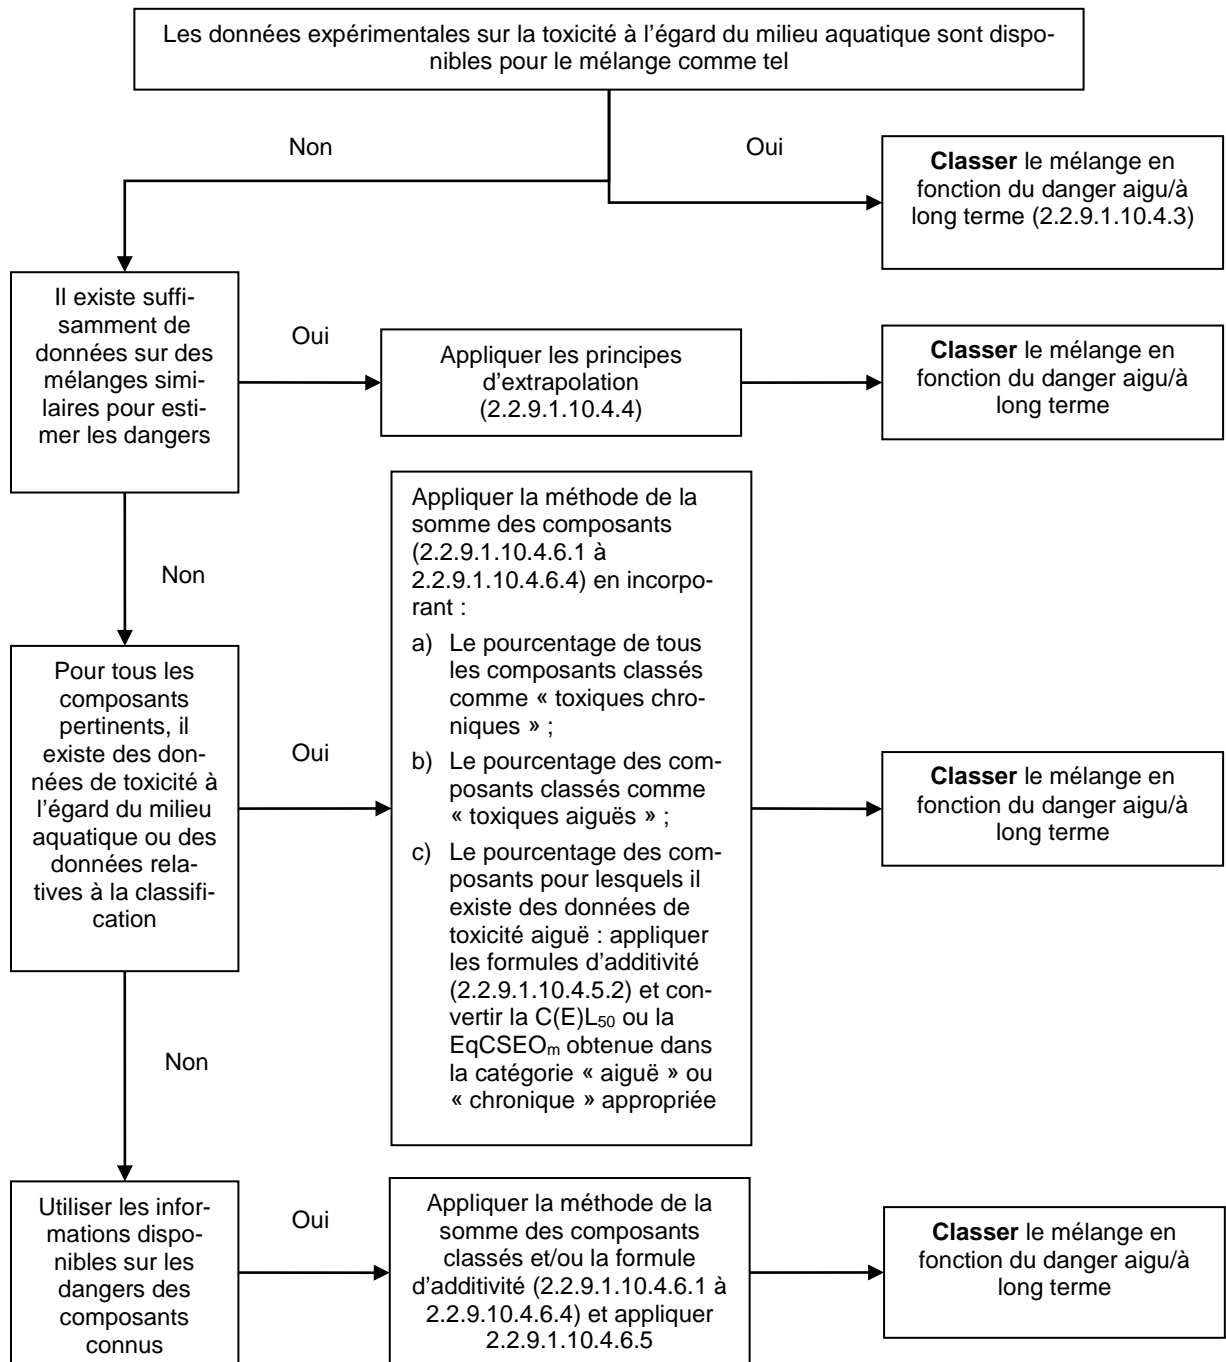 Les données expérimentales sur la toxicité à l’égard du milieu aquatique sont dispo-
nibles pour le mélange comme tel
Non
Oui
Classer le mélange en
fonction du danger aigu/à
long terme (2.2.9.1.10.4.3)
Il existe suffi-
samment de
données sur des
mélanges simi-
laires pour esti-
mer les dangers
Oui
Appliquer les principes
d’extrapolation
(2.2.9.1.10.4.4)
Classer le mélange en
fonction du danger aigu/à
long terme
Non
Pour tous les
composants
pertinents, il
existe des don-
nées de toxicité à
l’égard du milieu
aquatique ou des
données rela-
tives à la classifi-
cation
Oui
Appliquer la méthode de la
somme des composants
(2.2.9.1.10.4.6.1 à
2.2.9.1.10.4.6.4) en incorpo-
rant :
a) Le pourcentage de tous
les composants classés
comme « toxiques chro-
niques » ;
b) Le pourcentage des com-
posants classés comme
« toxiques aiguës » ;
c) Le pourcentage des com-
posants pour lesquels il
existe des données de
toxicité aiguë : appliquer
les formules d’additivité
(2.2.9.1.10.4.5.2) et con-
vertir la C(E)L50 ou la
EqCSEOm obtenue dans
la catégorie « aiguë » ou
« chronique » appropriée
Classer le mélange en
fonction du danger aigu/à
long terme
Non
Utiliser les infor-
mations dispo-
nibles sur les
dangers des
composants
connus
Oui
Appliquer la méthode de la
somme des composants
classés et/ou la formule
d’additivité (2.2.9.1.10.4.6.1 à
2.2.9.10.4.6.4) et appliquer
2.2.9.1.10.4.6.5
Classer le mélange en
fonction du danger aigu/à
long terme